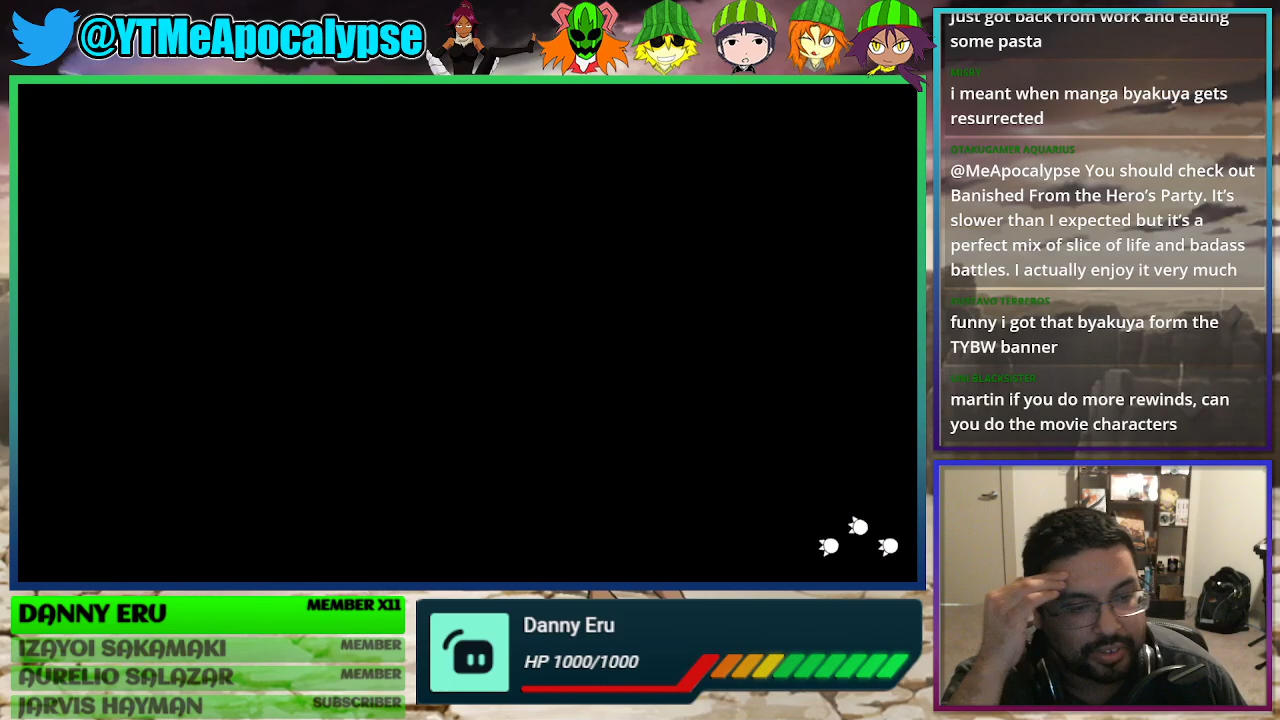 @YTMeApocalypse
Just got back from work and eating
some pasta
i meant when manga byakuya gets
resurrected
OTAKUGAMER AQUARIUS
@MeApocalypse You should check out
Banished From the Hero's Party. It's
slower than I expected but it's a
perfect mix of slice of life and badass
battles. I actually enjoy it very much
funny i got that byakuya form the
TYBW banner
martin if you do more rewinds, can
you do the movie characters
DANNY ERU
MEMBER X11
IZAYOI SAKAMAKI
MEMBER
AURELIO SALAZAR
MEMBER
JARVIS HAYMAN
SUBSCRIBER
Danny Eru
HP 1000/1000